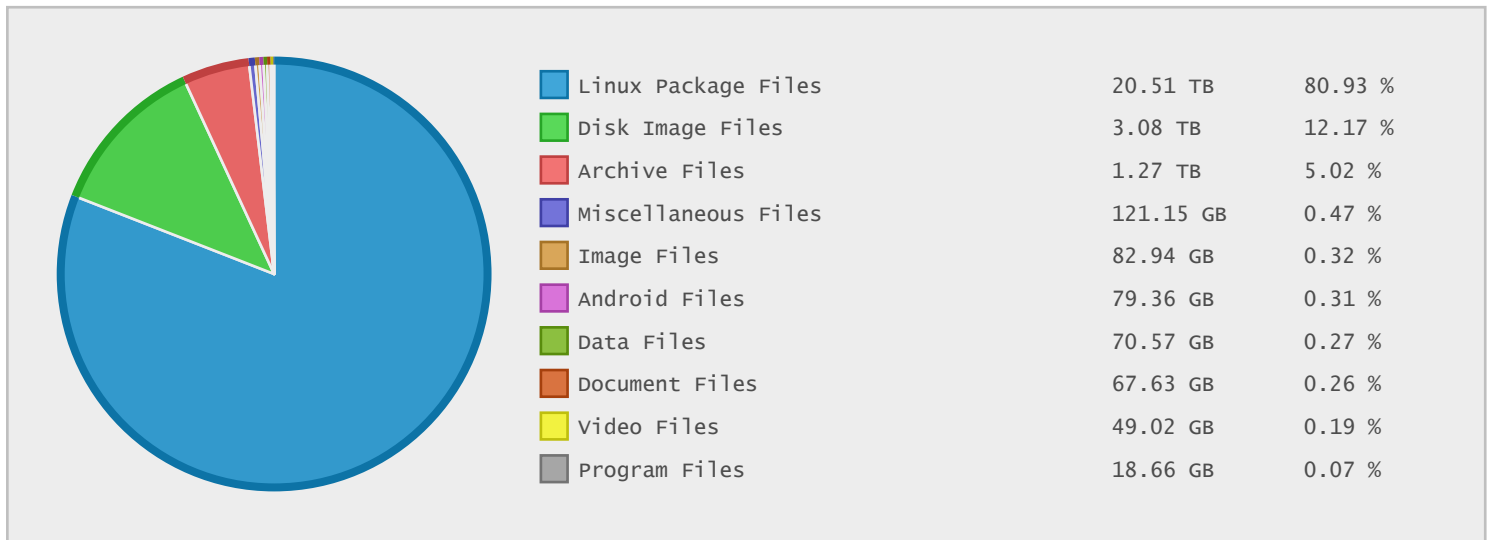 Linux Package Files 20.51 TB 80.93 %
Disk Image Files 3.08 TB 12.17 %
Archive Files 1.27 TB 5.02 %
Miscellaneous Files 121.15 GB 0.47 %
Image Files 82.94 GB 0.32 %
Android Files 79.36 GB 0.31 %
Data Files 70.57 GB 0.27 %
Document Files 67.63 GB 0.26 %
Video Files 49.02 GB 0.19 %
Program Files 18.66 GB 0.07 %